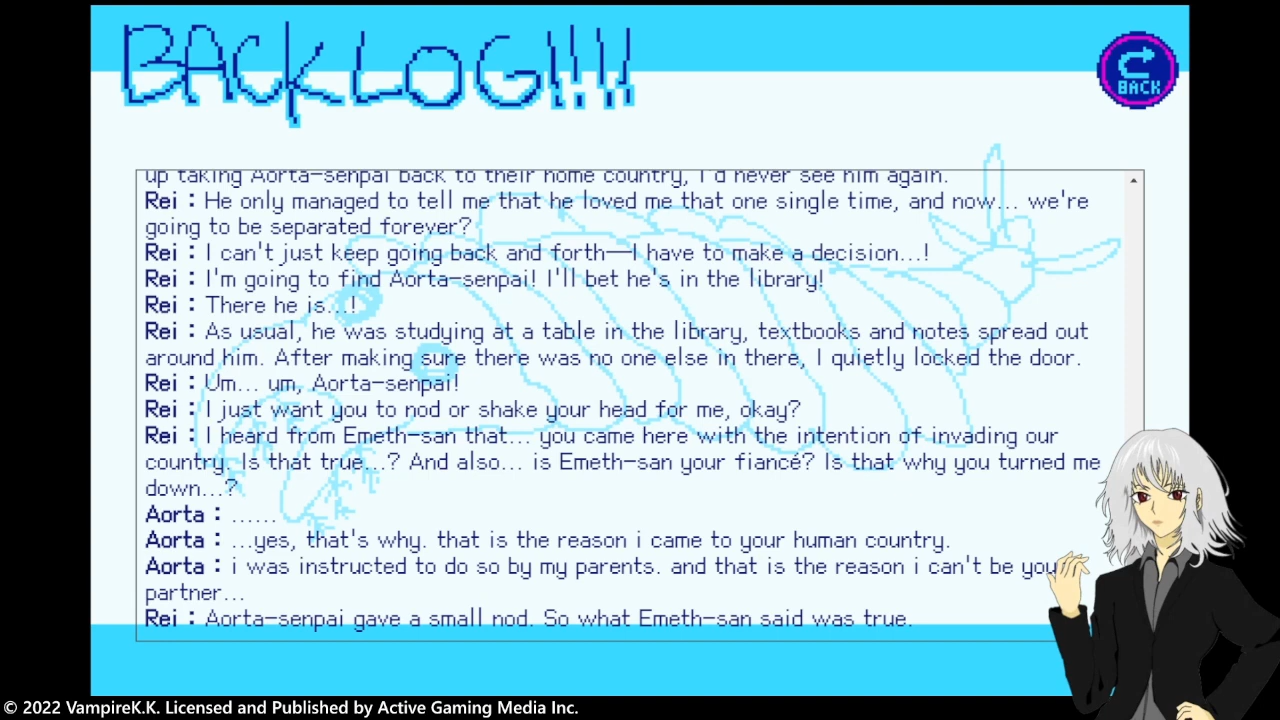 BACKLOG!!!!
BACK
up taking Aorta-senpai back to their home country, I'd never see him again.
Rei : He only managed to tell me that he loved me that one single time, and now... we're
going to be separated forever?
Rei : I can't just keep going back and forth—I have to make a decision...!
Rei : I'm going to find Aorta-senpai! I'll bet he's in the library!
Rei : There he is...!
Rei : As usual, he was studying at a table in the library, textbooks and notes spread out
around him. After making sure there was no one else in there, I quietly locked the door.
Rei : Um... um, Aorta-senpai!
Rei : I just want you to nod or shake your head for me, okay?
Rei : I heard from Emeth-san that... you came here with the intention of invading our
country. Is that true...? And also... is Emeth-san your fiancé? Is that why you turned me
down...?
Aorta : ......
Aorta : ...yes, that's why. that is the reason i came to your human country.
Aorta : i was instructed to do so by my parents. and that is the reason i can't be you
partner...
Rei : Aorta-senpai gave a small nod. So what Emeth-san said was true.
© 2022 VampireK.K. Licensed and Published by Active Gaming Media Inc.